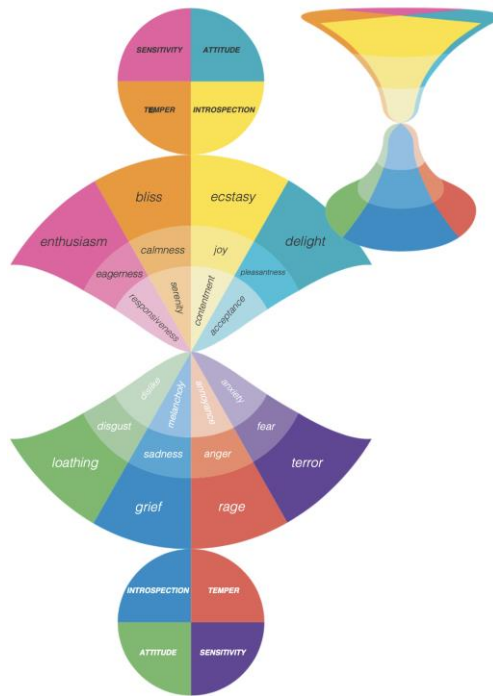 SENSITIVITY ATTITUDE
TEMPER INTROSPECTION
bliss ecstasy
enthusiasm delight
calmness joy
eagerness pleasantness
responsiveness serenity contentment acceptance
dislike melancholy annoyance anxiety
disgust fear
sadness anger
loathing terror
grief rage
INTROSPECTION TEMPER
ATTITUDE SENSITIVITY